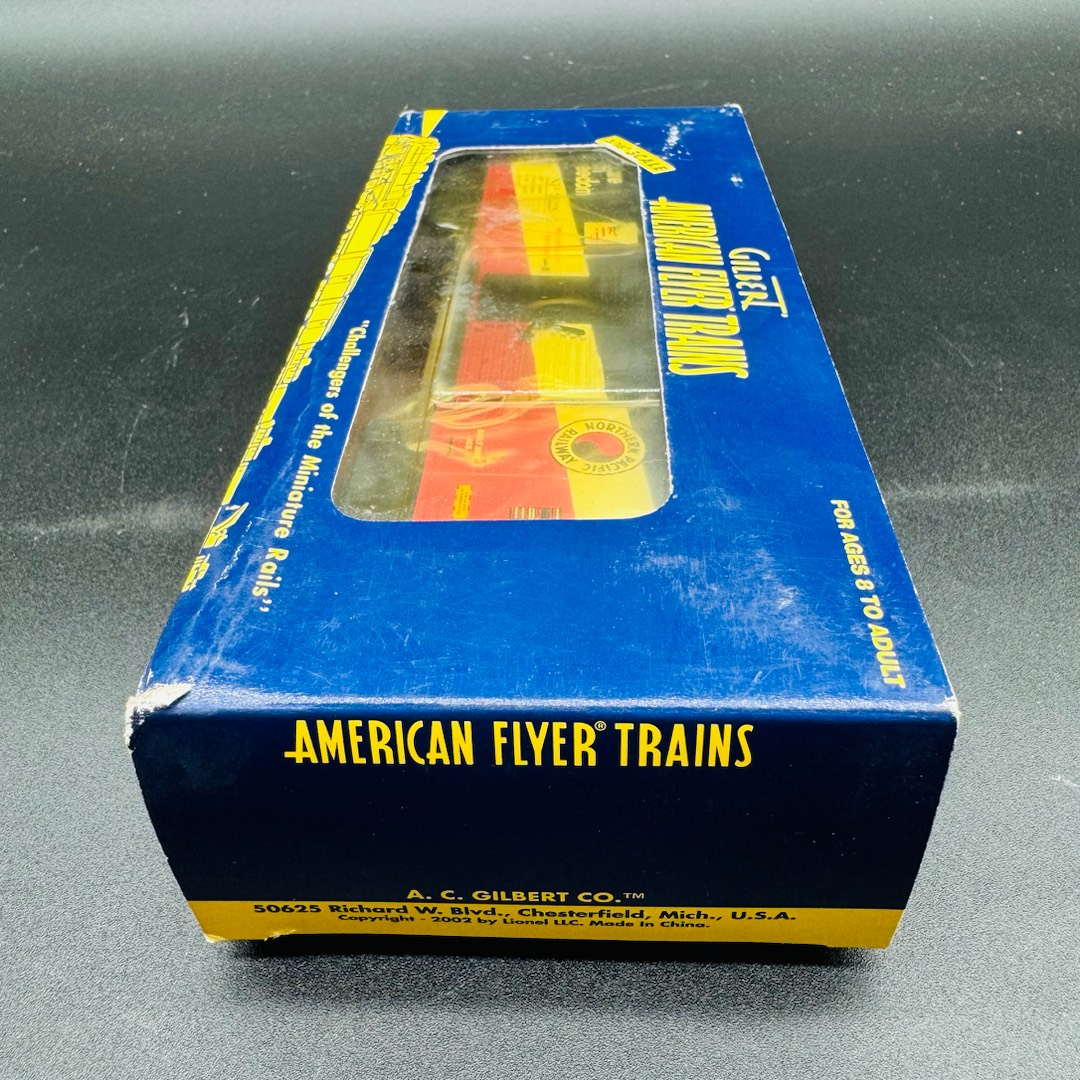 GILBERT
AMERICAN FLYER TRAINS
"Challengers of the Miniature Rails"
FOR AGES 8 TO ADULT
NORTHERN PACIFIC
RAILWAY
AMERICAN FLYER® TRAINS
A. C. GILBERT CO.™
50625 Richard W. Blvd., Chesterfield, Mich., U.S.A.
Copyright - 2002 by Lionel LLC. Made in China.